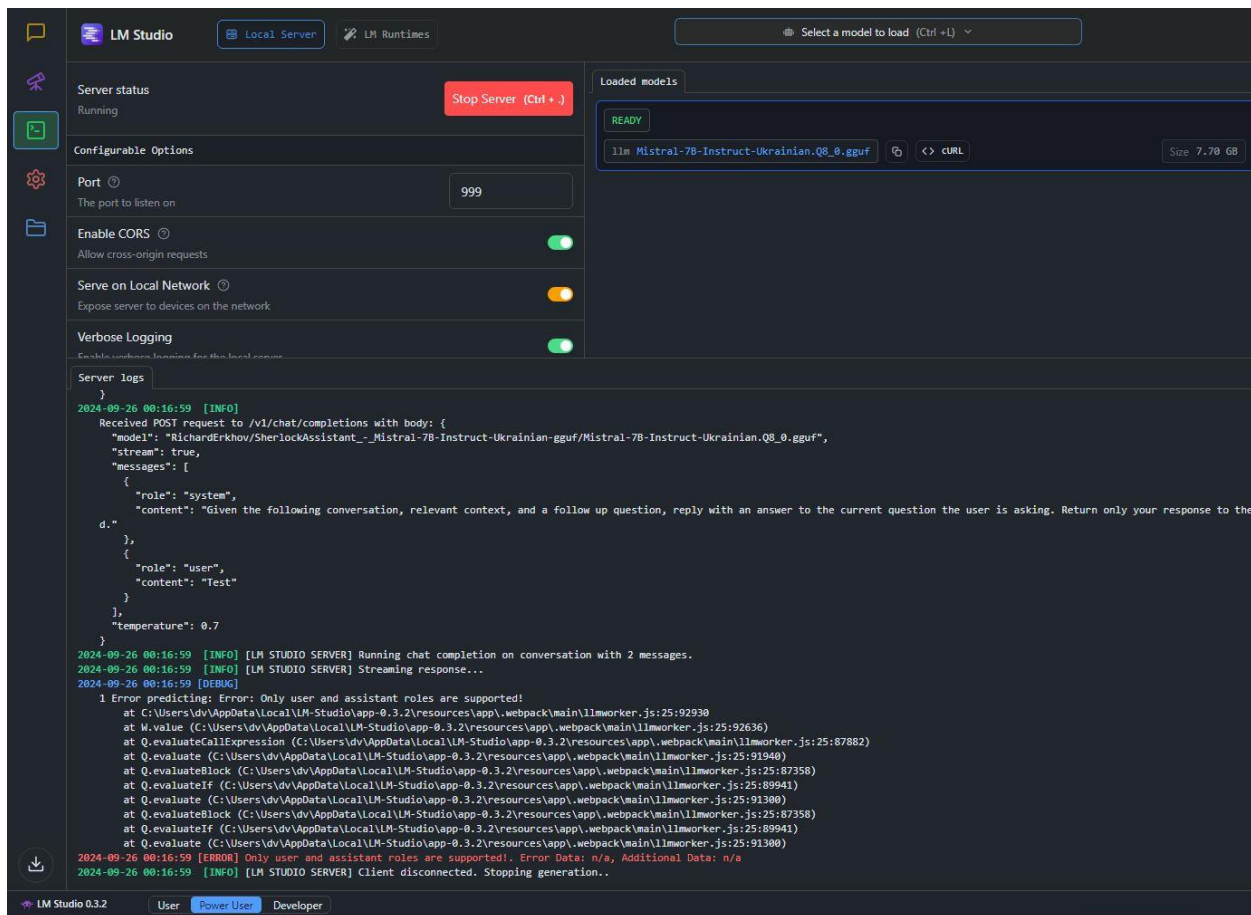 LM Studio
Local Server
LM Runtimes
Select a model to load (Ctrl +L)
Server status
Running
Stop Server (Ctrl + .)
Configurable Options
Port
The port to listen on
999
Enable CORS
Allow cross-origin requests
Serve on Local Network
Expose server to devices on the network
Verbose Logging
Enable verbose logging for the local server
Loaded models
READY
llm Mistral-7B-Instruct-Ukrainian.Q8_0.gguf
<> cURL
Size 7.70 GB
Server logs
}
2024-09-26 00:16:59 [INFO]
Received POST request to /v1/chat/completions with body: {
"model": "RichardErkhov/SherlockAssistant_-_Mistral-7B-Instruct-Ukrainian-gguf/Mistral-7B-Instruct-Ukrainian.Q8_0.gguf",
"stream": true,
"messages": [
{
"role": "system",
"content": "Given the following conversation, relevant context, and a follow up question, reply with an answer to the current question the user is asking. Return only your response to the
d."
},
{
"role": "user",
"content": "Test"
}
],
"temperature": 0.7
}
2024-09-26 00:16:59 [INFO] [LM STUDIO SERVER] Running chat completion on conversation with 2 messages.
2024-09-26 00:16:59 [INFO] [LM STUDIO SERVER] Streaming response...
2024-09-26 00:16:59 [DEBUG]
1 Error predicting: Error: Only user and assistant roles are supported!
at C:\Users\dv\AppData\Local\LM-Studio\app-0.3.2\resources\app\.webpack\main\llmworker.js:25:92930
at W.value (C:\Users\dv\AppData\Local\LM-Studio\app-0.3.2\resources\app\.webpack\main\llmworker.js:25:92636)
at Q.evaluateCallExpression (C:\Users\dv\AppData\Local\LM-Studio\app-0.3.2\resources\app\.webpack\main\llmworker.js:25:87882)
at Q.evaluate (C:\Users\dv\AppData\Local\LM-Studio\app-0.3.2\resources\app\.webpack\main\llmworker.js:25:91940)
at Q.evaluateBlock (C:\Users\dv\AppData\Local\LM-Studio\app-0.3.2\resources\app\.webpack\main\llmworker.js:25:87358)
at Q.evaluateIf (C:\Users\dv\AppData\Local\LM-Studio\app-0.3.2\resources\app\.webpack\main\llmworker.js:25:89941)
at Q.evaluate (C:\Users\dv\AppData\Local\LM-Studio\app-0.3.2\resources\app\.webpack\main\llmworker.js:25:91300)
at Q.evaluateBlock (C:\Users\dv\AppData\Local\LM-Studio\app-0.3.2\resources\app\.webpack\main\llmworker.js:25:87358)
at Q.evaluateIf (C:\Users\dv\AppData\Local\LM-Studio\app-0.3.2\resources\app\.webpack\main\llmworker.js:25:89941)
at Q.evaluate (C:\Users\dv\AppData\Local\LM-Studio\app-0.3.2\resources\app\.webpack\main\llmworker.js:25:91300)
2024-09-26 00:16:59 [ERROR] Only user and assistant roles are supported!. Error Data: n/a, Additional Data: n/a
2024-09-26 00:16:59 [INFO] [LM STUDIO SERVER] Client disconnected. Stopping generation..
LM Studio 0.3.2
User
Power User
Developer